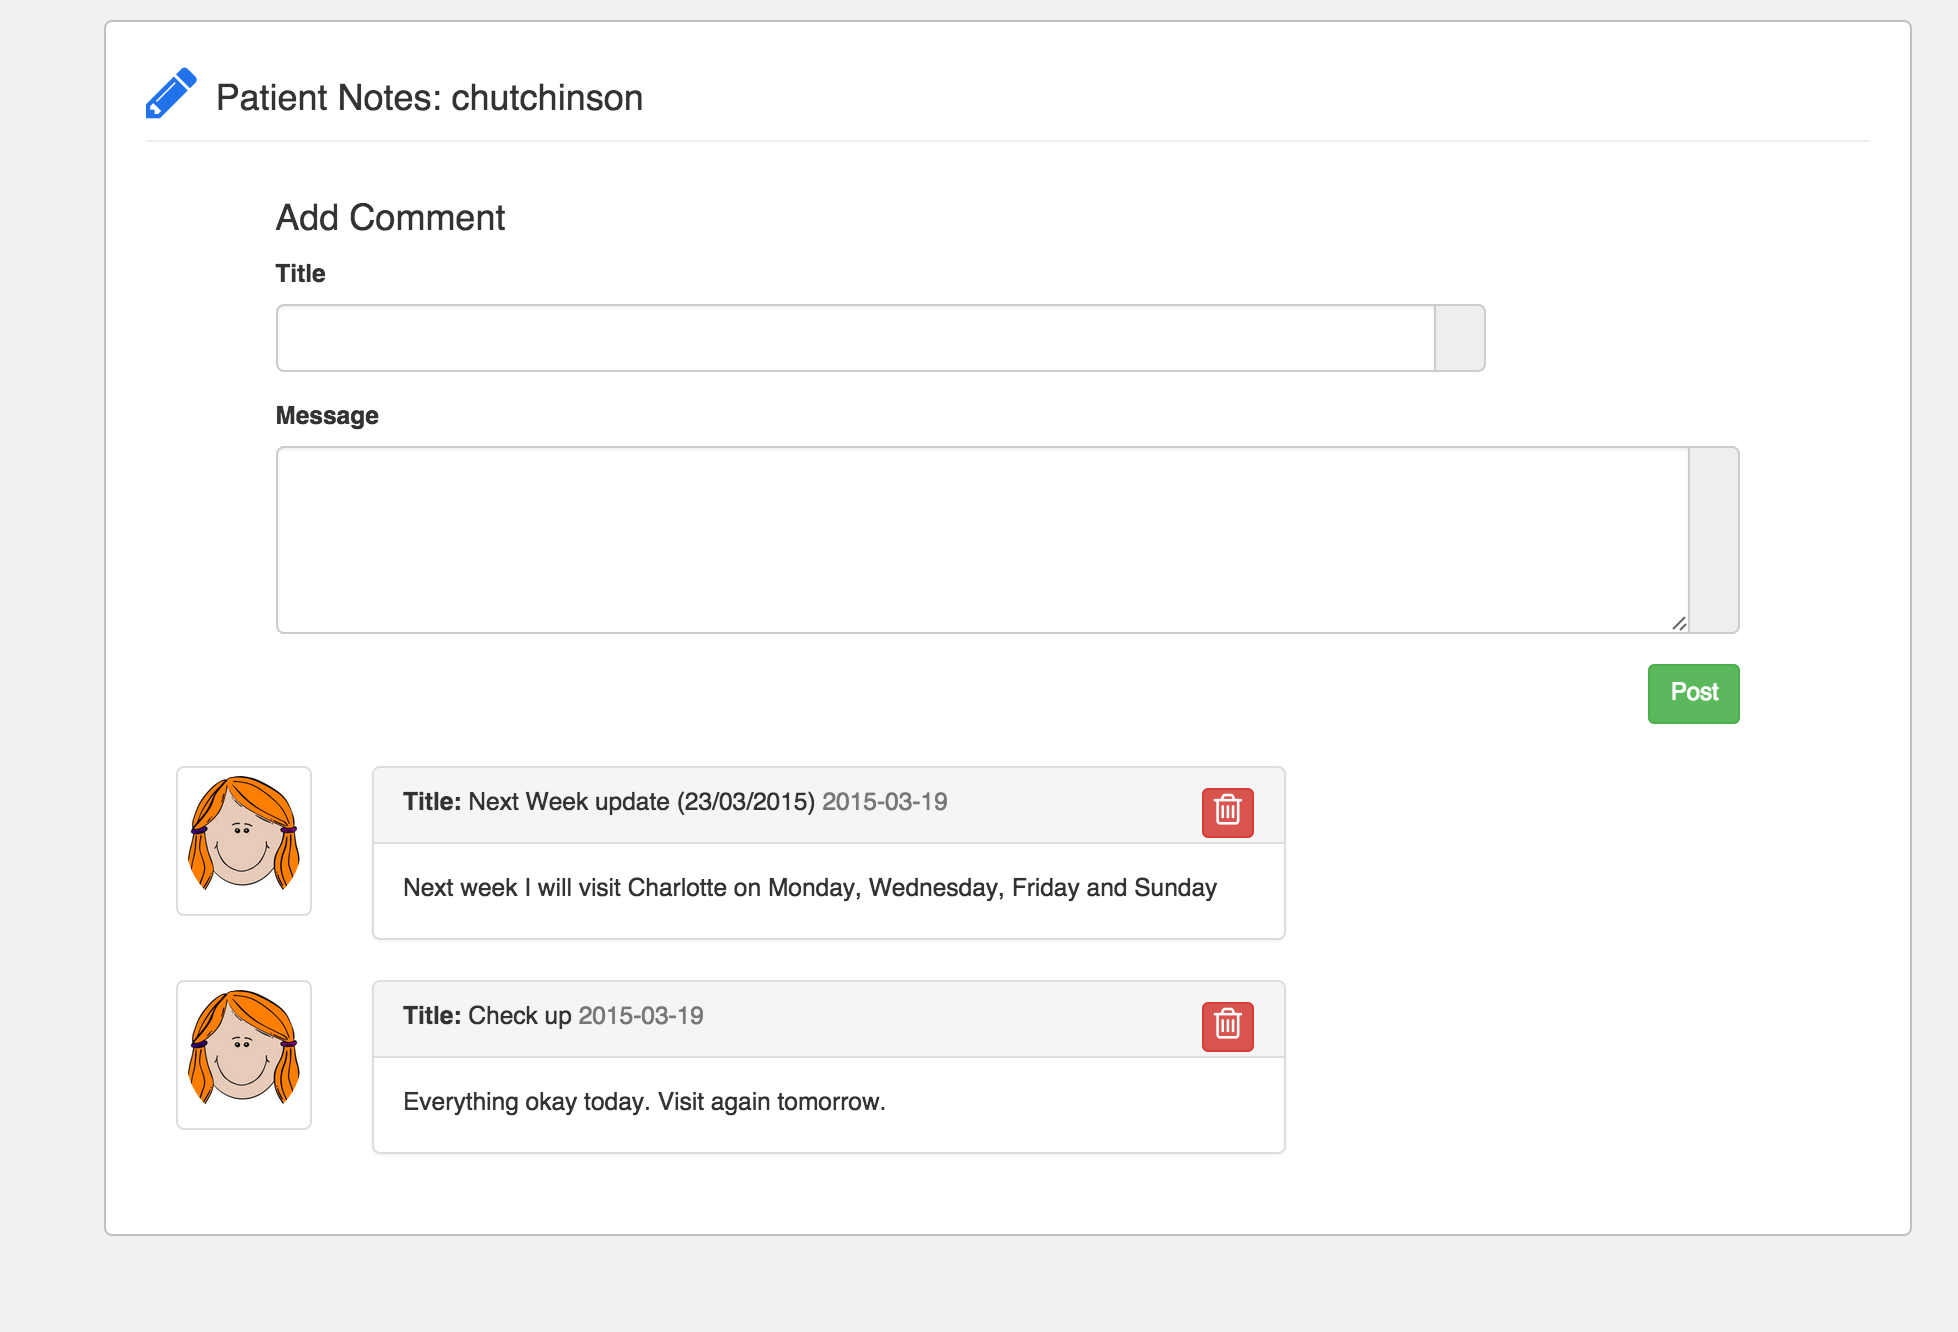 Patient Notes: chutchinson
Add Comment
Title
Message
Post
Title: Next Week update (23/03/2015) 2015-03-19
Next week I will visit Charlotte on Monday, Wednesday, Friday and Sunday
Title: Check up 2015-03-19
Everything okay today. Visit again tomorrow.